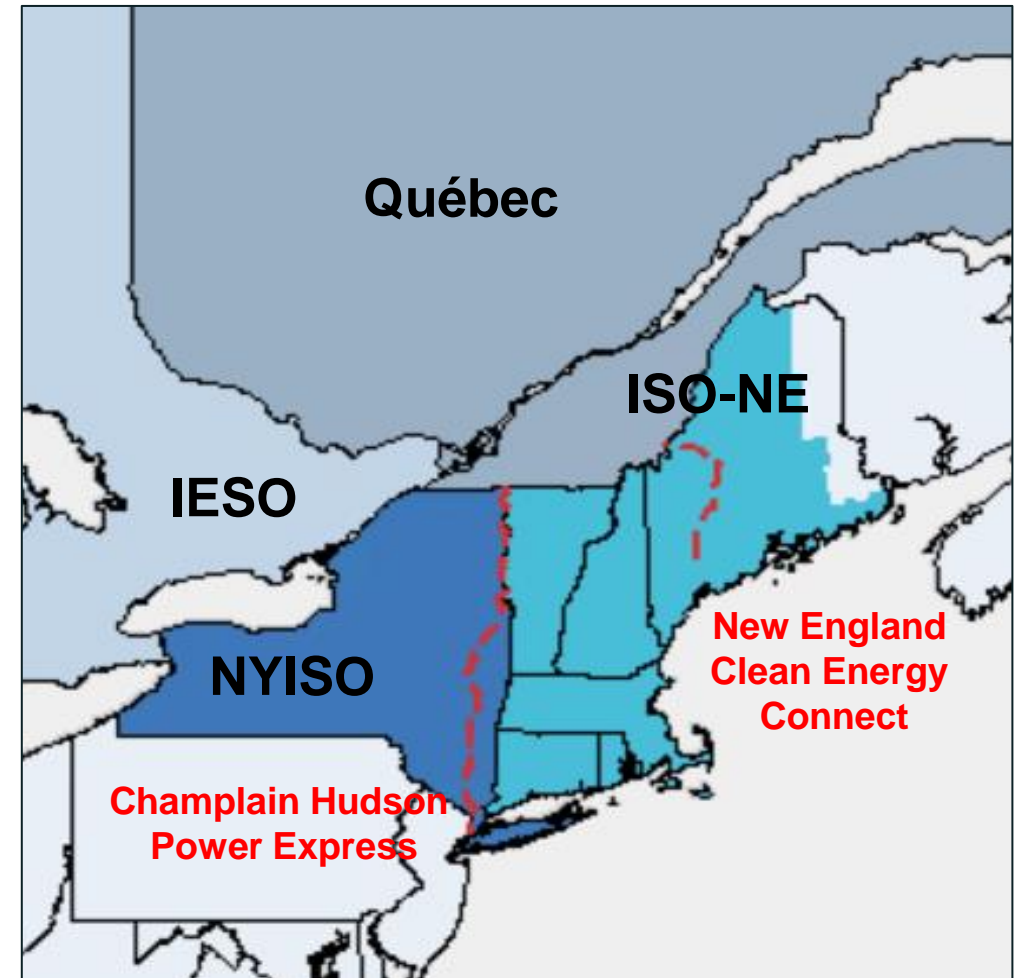 Québec
ISO-NE
IESO
NYISO
New England
Clean Energy
Connect
Champlain Hudson
Power Express